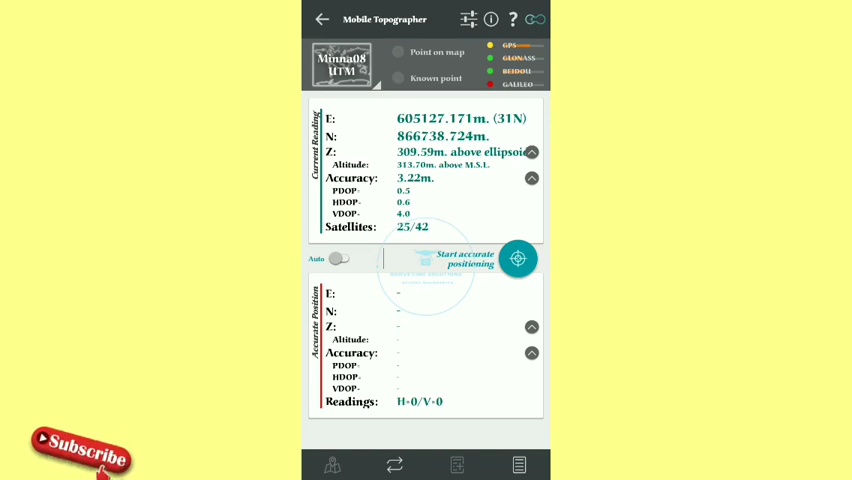 Mobile Topographer
?
Minna08
UTM
Point on map
Known point
GPS
GLONASS
BEIDOU
GALILEO
Current Reading
E: 605127.171m. (31N)
N: 866738.724m.
Z: 309.59m. above ellipsoid
Altitude: 313.70m. above M.S.L.
Accuracy: 3.22m.
PDOP= 0.5
HDOP= 0.6
VDOP= 4.0
Satellites: 25/42
Auto
Start accurate
positioning
Accurate Position
E: -
N: -
Z: -
Altitude: -
Accuracy: -
PDOP= -
HDOP= -
VDOP= -
Readings: H=0/V=0
Subscribe